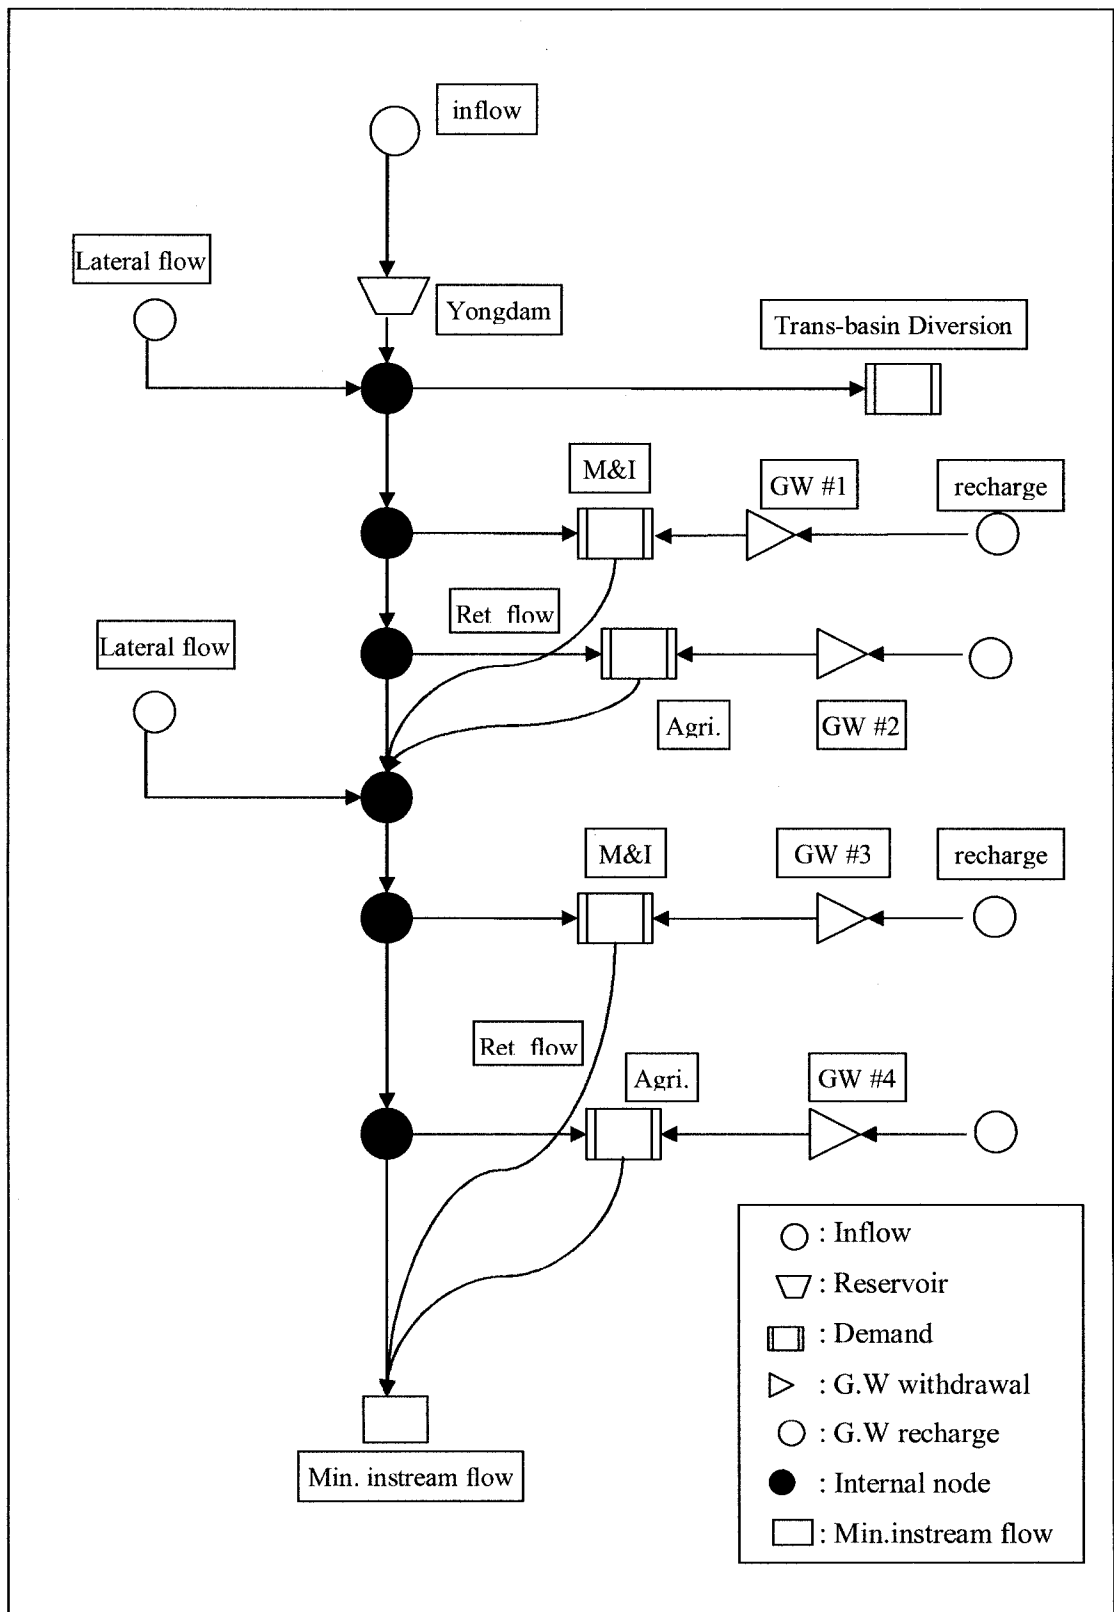 inflow
Lateral flow
Yongdam
Trans-basin Diversion
M&I
GW #1
recharge
Ret flow
Lateral flow
Agri.
GW #2
M&I
GW #3
recharge
Ret flow
Agri.
GW #4
: Inflow
: Reservoir
: Demand
: G.W withdrawal
: G.W recharge
: Internal node
: Min.instream flow
Min. instream flow